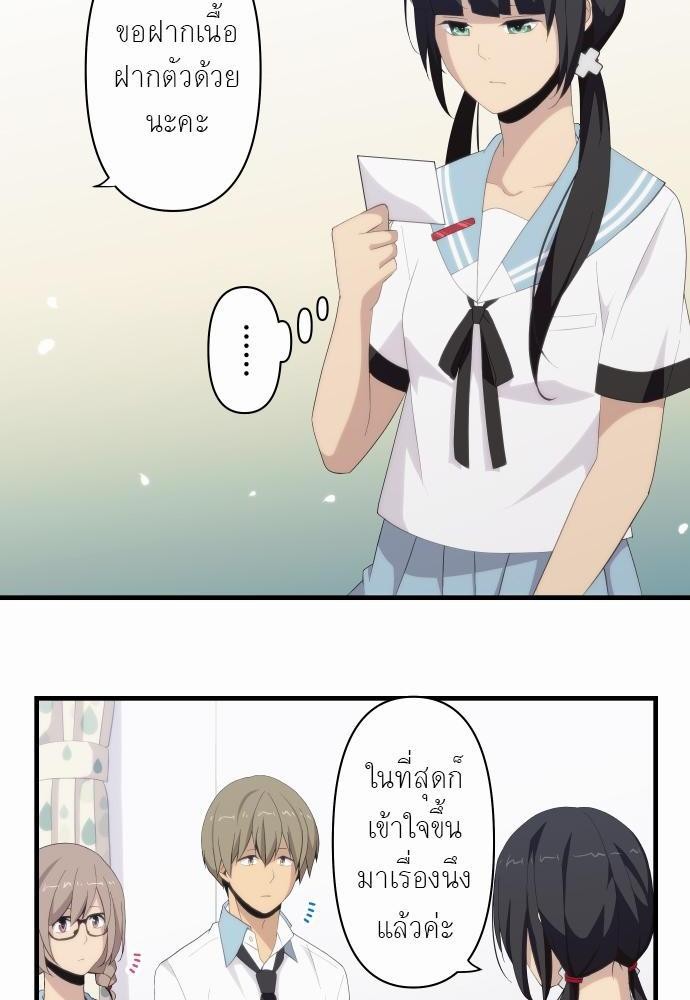 ขอฝากเนื้อ
ฝากตัวด้วย
นะคะ
......
ในที่สุดก็
เข้าใจขึ้น
มาเรื่องนึง
แล้วค่ะ